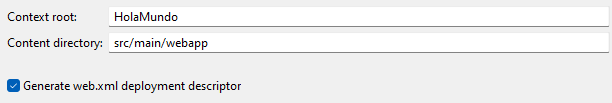 Context root: HolaMundo
Content directory: src/main/webapp
Generate web.xml deployment descriptor